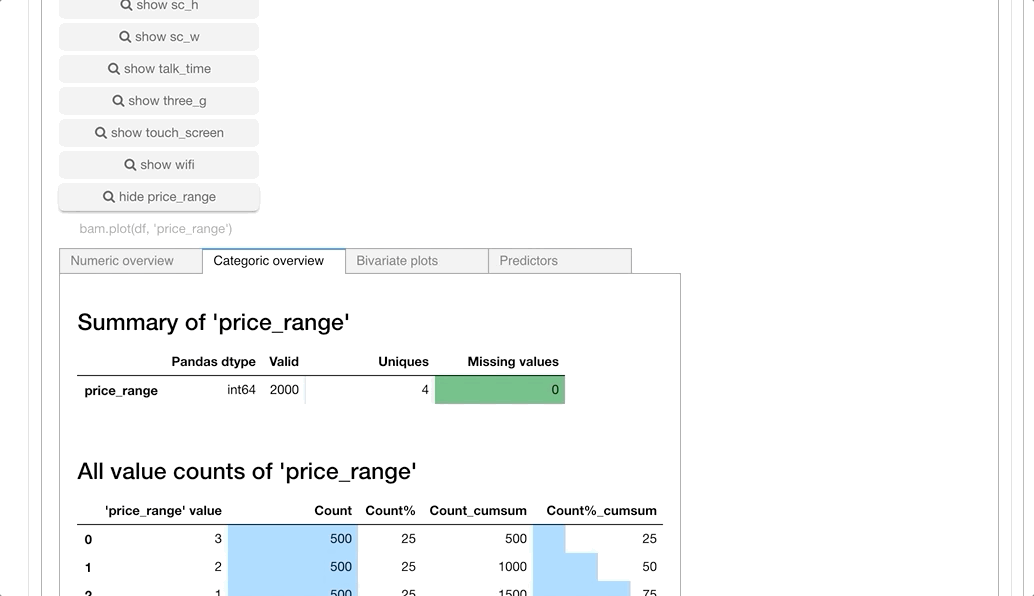 show sc_h
show sc_w
show talk_time
show three_g
show touch_screen
show wifi
hide price_range
bam.plot(df, 'price_range')
Numeric overview Categoric overview Bivariate plots Predictors
Summary of 'price_range'
Pandas dtype Valid Uniques Missing values
price_range int64 2000 4 0
All value counts of 'price_range'
'price_range' value Count Count% Count_cumsum Count%_cumsum
0 3 500 25 500 25
1 2 500 25 1000 50
2 1 500 25 1500 75